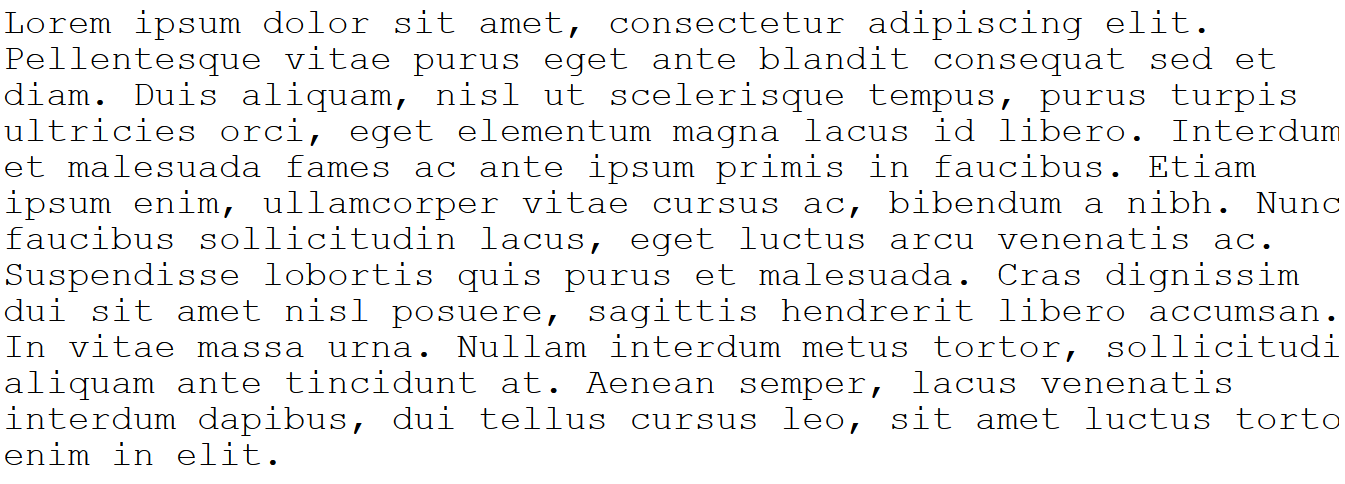 Lorem ipsum dolor sit amet, consectetur adipiscing elit.
Pellentesque vitae purus eget ante blandit consequat sed et
diam. Duis aliquam, nisl ut scelerisque tempus, purus turpis
ultricies orci, eget elementum magna lacus id libero. Interdum
et malesuada fames ac ante ipsum primis in faucibus. Etiam
ipsum enim, ullamcorper vitae cursus ac, bibendum a nibh. Nunc
faucibus sollicitudin lacus, eget luctus arcu venenatis ac.
Suspendisse lobortis quis purus et malesuada. Cras dignissim
dui sit amet nisl posuere, sagittis hendrerit libero accumsan.
In vitae massa urna. Nullam interdum metus tortor, sollicitudi
aliquam ante tincidunt at. Aenean semper, lacus venenatis
interdum dapibus, dui tellus cursus leo, sit amet luctus torto
enim in elit.